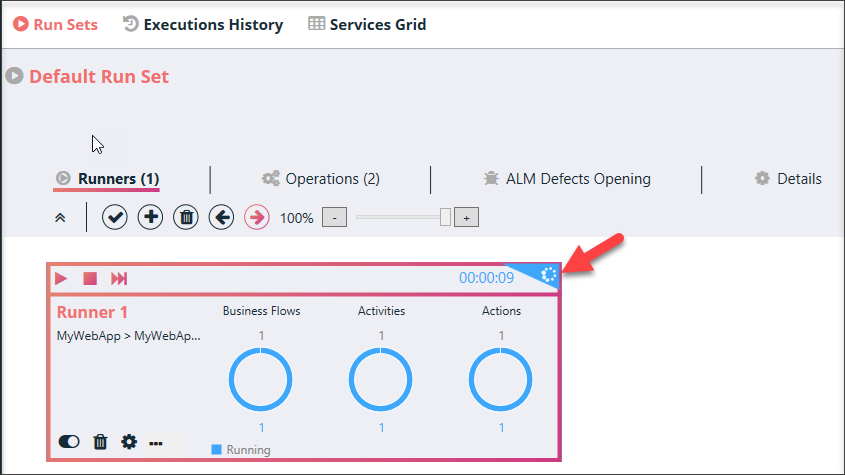 Run Sets Executions History Services Grid
Default Run Set
Runners (1) Operations (2) ALM Defects Opening Details
100% - +
00:00:09
Runner 1 Business Flows Activities Actions
MyWebApp > MyWebAp... 1 1 1
1 1 1
Running